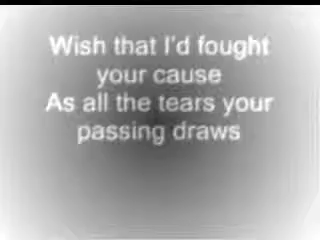 Wish that I'd fought
your cause
As all the tears your
passing draws